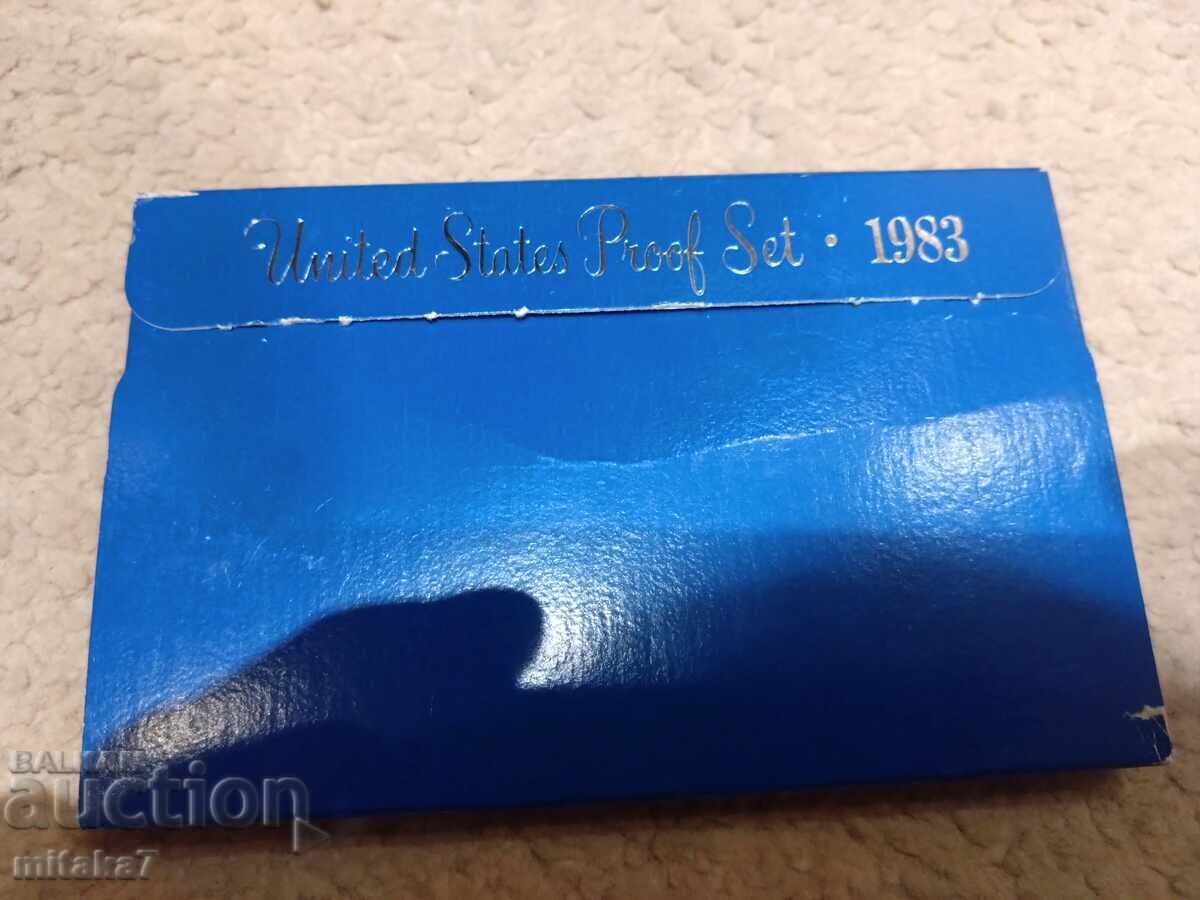 United States Proof Set · 1983
BALKAN
auction
mitaka7